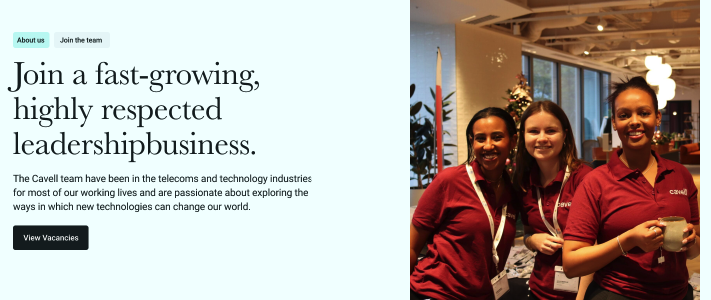 About us
Join the team
Join a fast-growing,
highly respected
leadershipbusiness.
The Cavell team have been in the telecoms and technology industries
for most of our working lives and are passionate about exploring the
ways in which new technologies can change our world.
View Vacancies
cavell
cavell